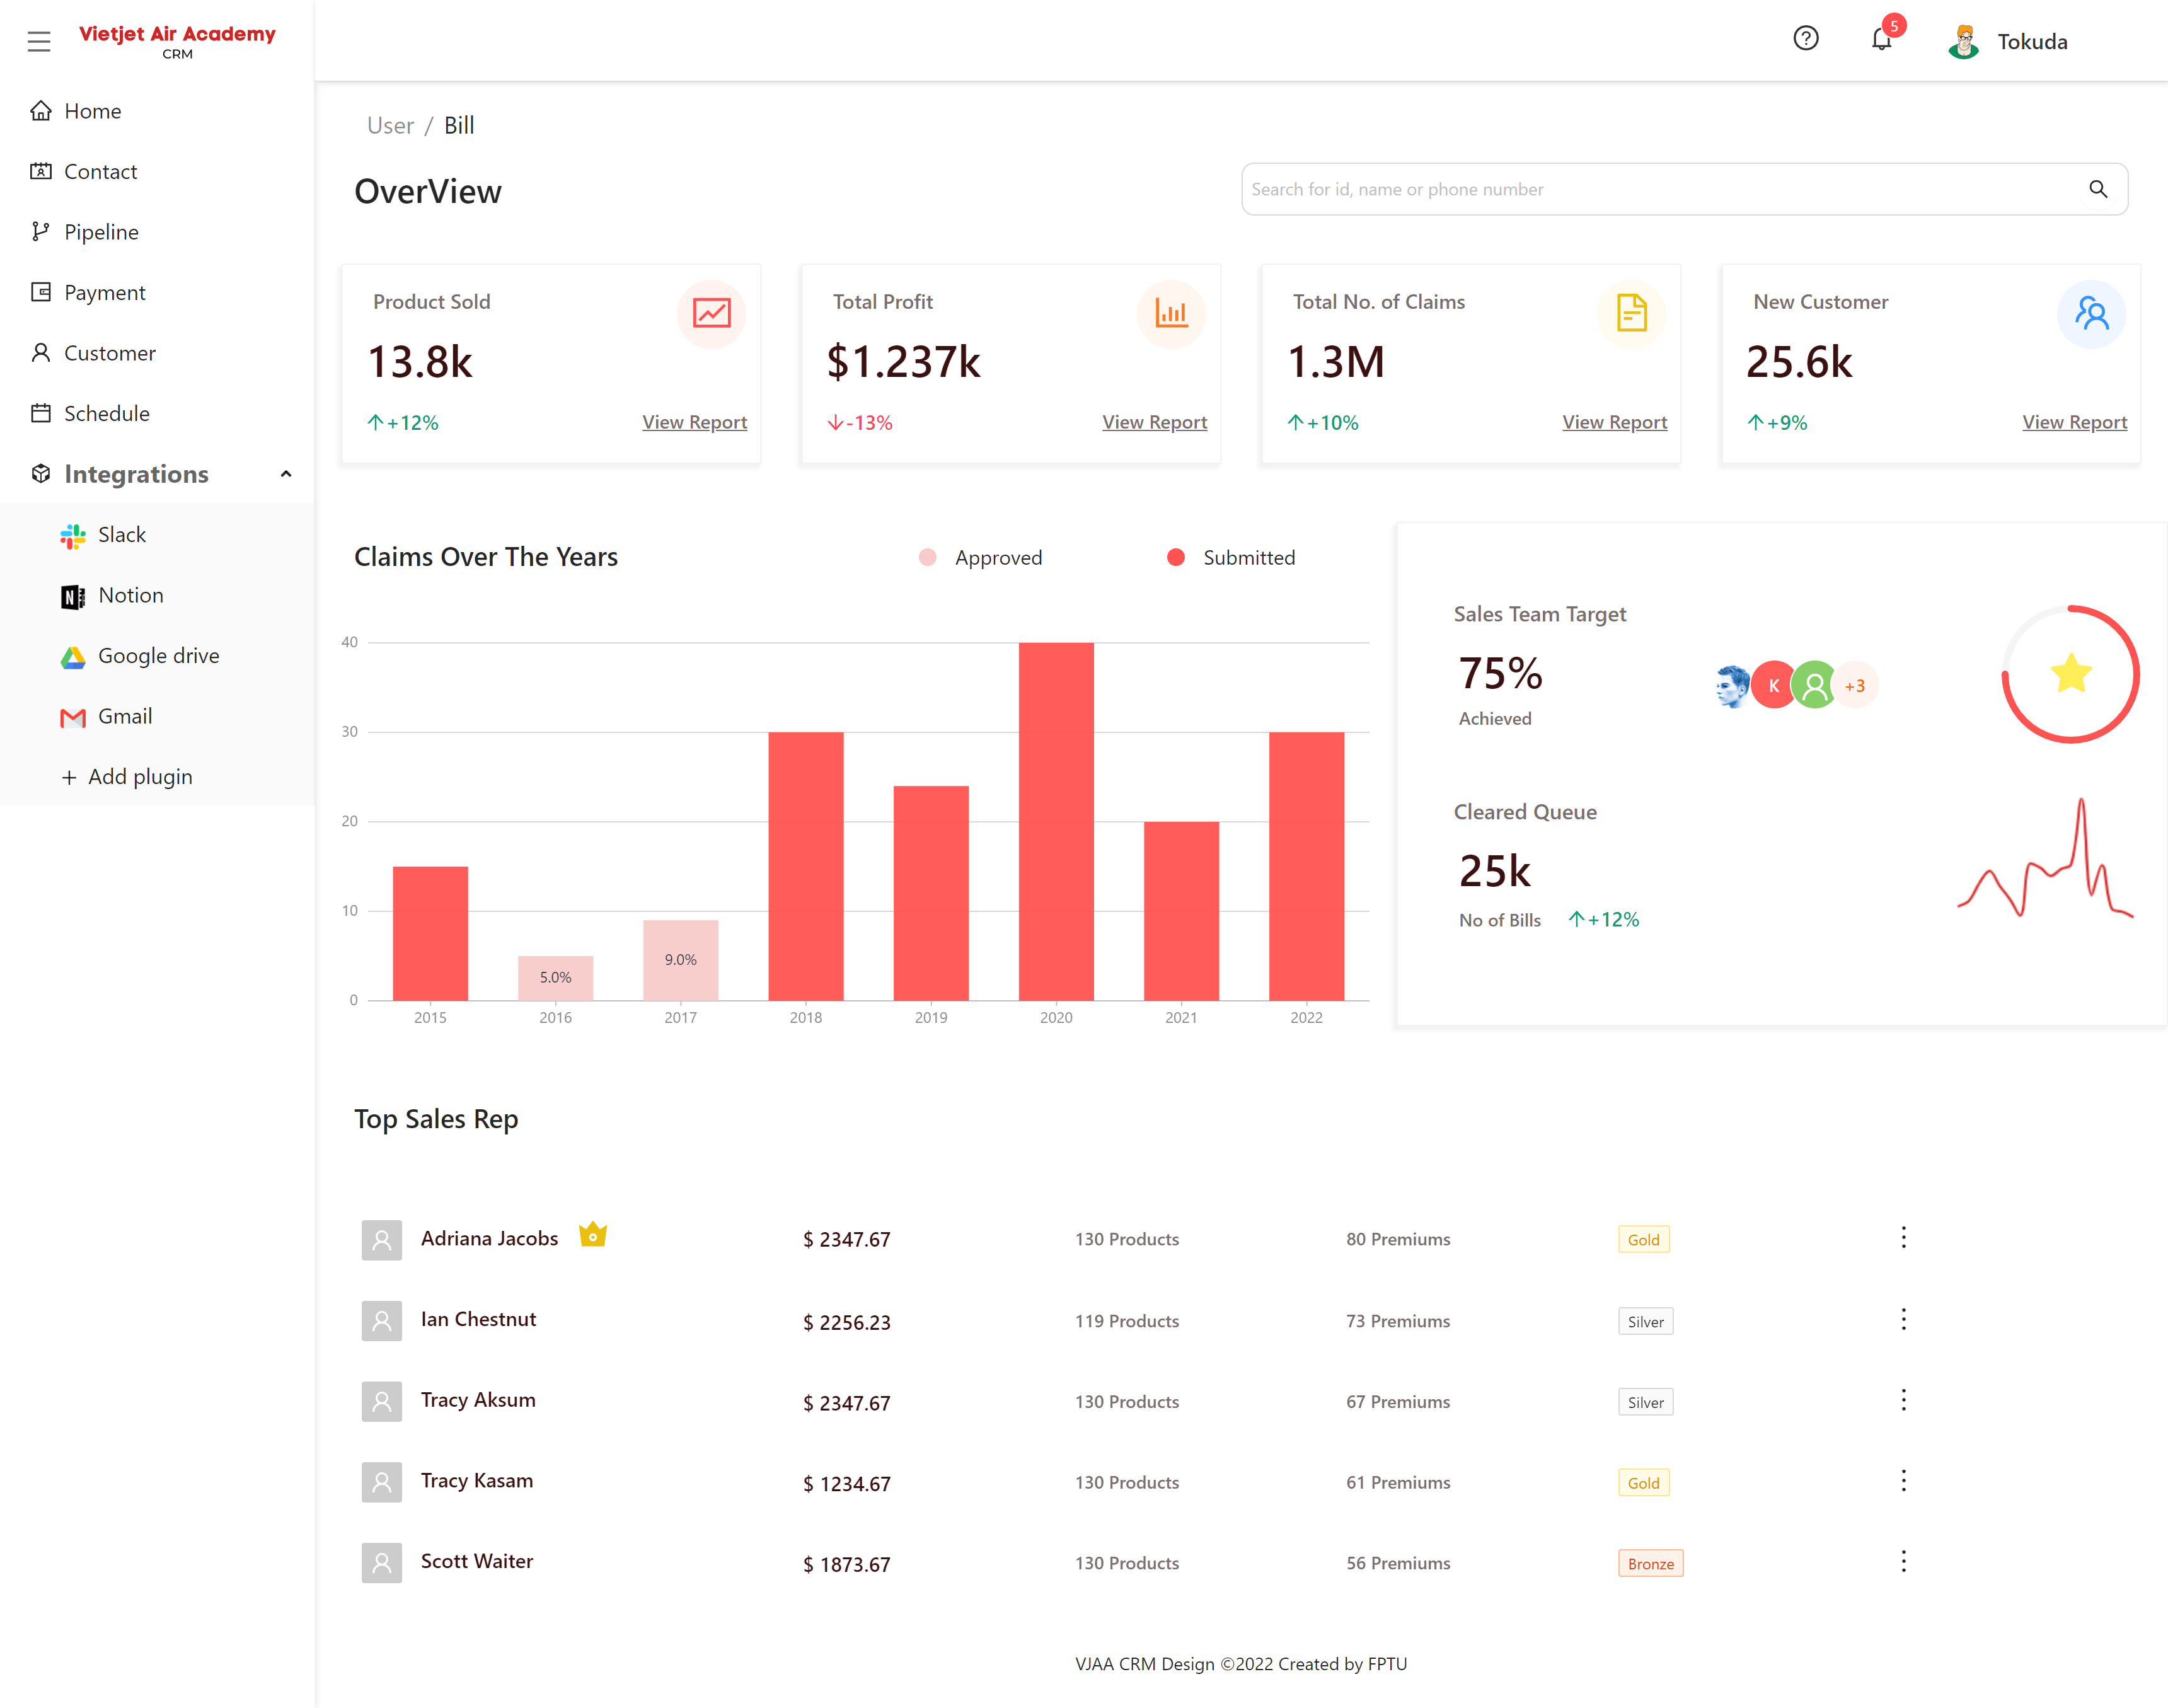 Vietjet Air Academy
CRM
5
Tokuda
Home
Contact
Pipeline
Payment
Customer
Schedule
Integrations
Slack
Notion
Google drive
Gmail
Add plugin
User / Bill
OverView
Search for id, name or phone number
Product Sold
13.8k
+12%
View Report
Total Profit
$1.237k
-13%
View Report
Total No. of Claims
1.3M
+10%
View Report
New Customer
25.6k
+9%
View Report
Claims Over The Years
Approved
Submitted
40
30
20
10
0
5.0%
9.0%
2015
2016
2017
2018
2019
2020
2021
2022
Sales Team Target
75%
Achieved
K
+3
Cleared Queue
25k
No of Bills
+12%
Top Sales Rep
Adriana Jacobs $ 2347.67 130 Products 80 Premiums Gold
Ian Chestnut $ 2256.23 119 Products 73 Premiums Silver
Tracy Aksum $ 2347.67 130 Products 67 Premiums Silver
Tracy Kasam $ 1234.67 130 Products 61 Premiums Gold
Scott Waiter $ 1873.67 130 Products 56 Premiums Bronze
VJAA CRM Design ©2022 Created by FPTU